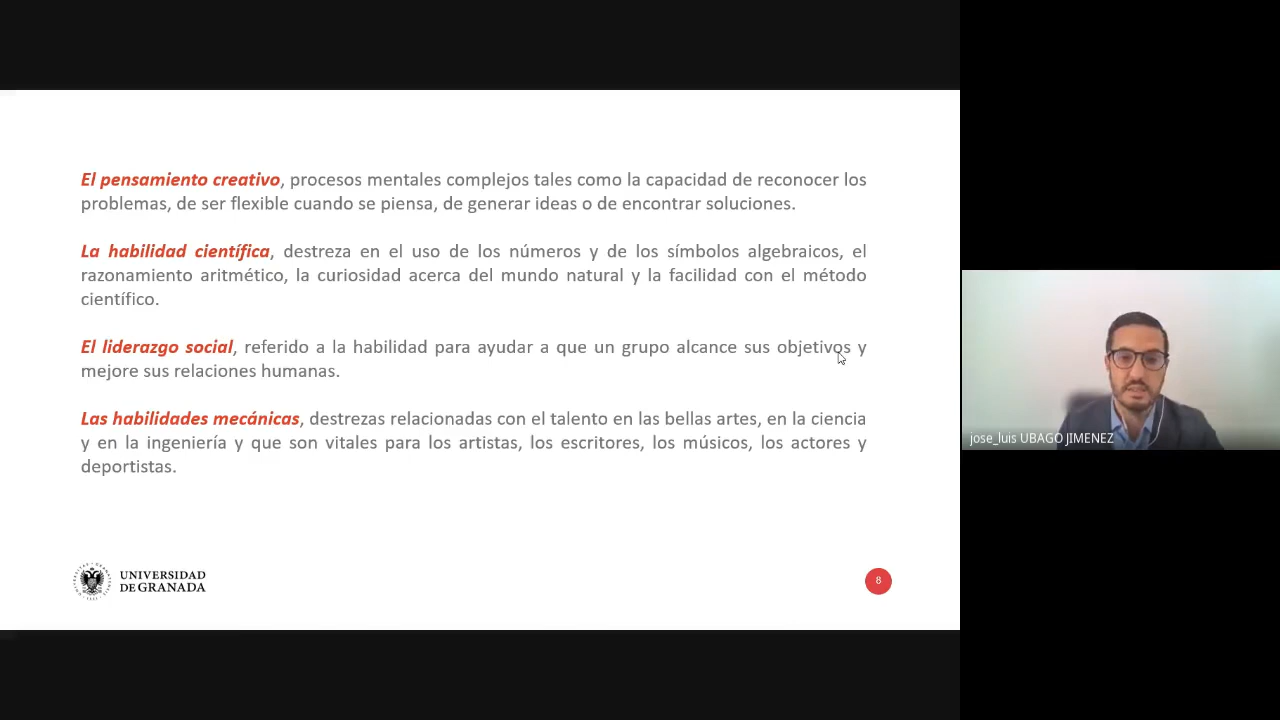 El pensamiento creativo, procesos mentales complejos tales como la capacidad de reconocer los
problemas, de ser flexible cuando se piensa, de generar ideas o de encontrar soluciones.
La habilidad científica, destreza en el uso de los números y de los símbolos algebraicos, el
razonamiento aritmético, la curiosidad acerca del mundo natural y la facilidad con el método
científico.
El liderazgo social, referido a la habilidad para ayudar a que un grupo alcance sus objetivos y
mejore sus relaciones humanas.
Las habilidades mecánicas, destrezas relacionadas con el talento en las bellas artes, en la ciencia
y en la ingeniería y que son vitales para los artistas, los escritores, los músicos, los actores y
deportistas.
UNIVERSIDAD
DE GRANADA
8
jose_luis UBAGO JIMENEZ